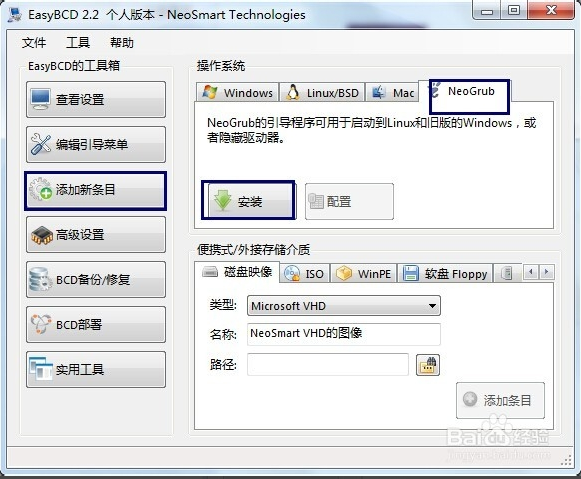 EasyBCD 2.2 个人版本 - NeoSmart Technologies
文件 工具 帮助
EasyBCD的工具箱
查看设置
编辑引导菜单
添加新条目
高级设置
BCD备份/修复
BCD部署
实用工具
操作系统
Windows Linux/BSD Mac NeoGrub
NeoGrub的引导程序可用于启动到Linux和旧版的Windows，或
者隐藏驱动器。
安装 配置
便携式/外接存储介质
磁盘映像 ISO WinPE 软盘 Floppy
类型: Microsoft VHD
名称: NeoSmart VHD的图像
路径:
添加条目
Baidu经验
jingyan.baidu.com